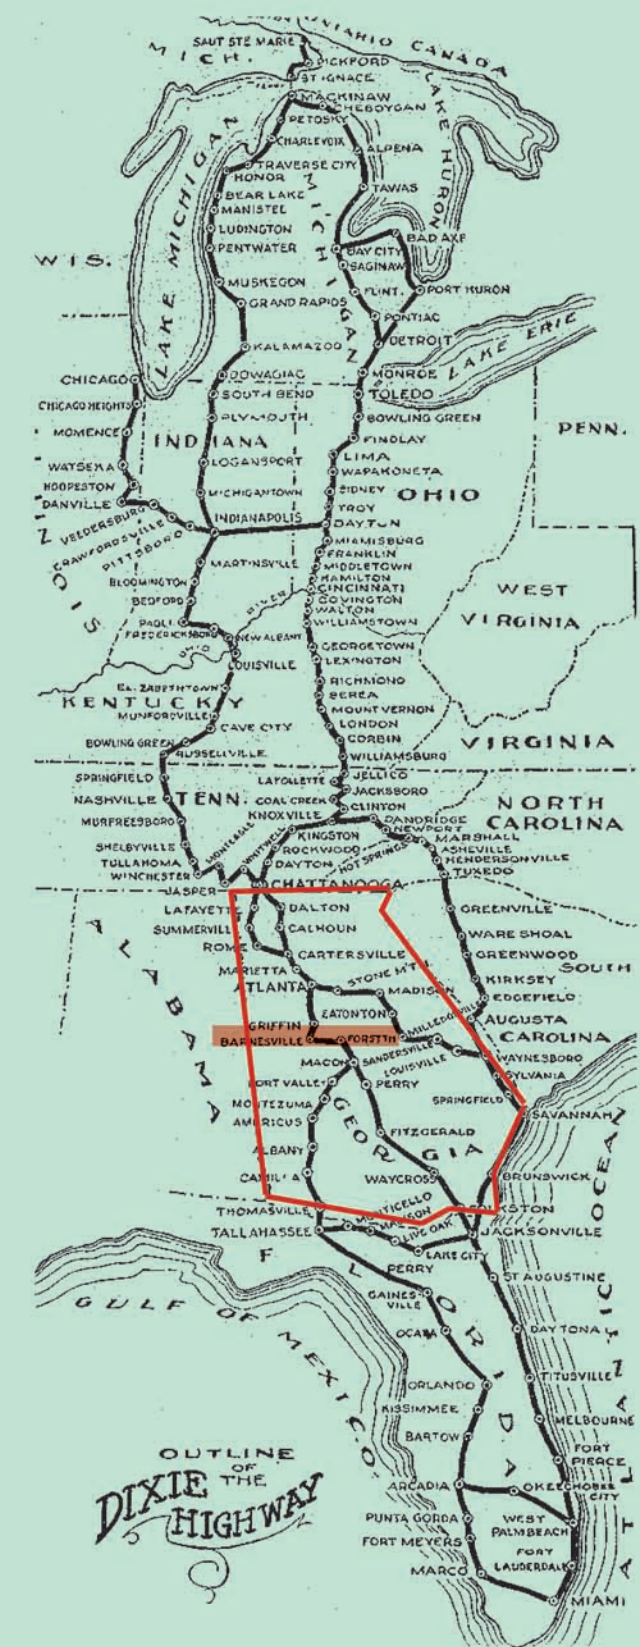 ONTARIO CANADA
SAUT STE MARIE
MICH.
PICKFORD
ST IGNACE
MACKINAW
CHEBOYGAN
LAKE HURON
PETOSKY
CHARLEVOIX
ALPENA
TRAVERSE CITY
HONOR
TAWAS
BEAR LAKE
MANISTEE
LAKE MICHIGAN
MICHIGAN
LUDINGTON
BAD AXE
PENTWATER
BAY CITY
WIS.
SAGINAW
MUSKEGON
FLINT.
PORT HURON
GRAND RAPIDS
PONTIAC
KALAMAZOO
DETROIT
LAKE ERIE
CHICAGO
DOWAGIAC
MONROE
SOUTH BEND
TOLEDO
CHICAGO HEIGHTS
PLYMOUTH
BOWLING GREEN
MOMENCE
INDIANA
FINDLAY
PENN.
LIMA
WATSEKA
LOGANSPORT
WAPAKONETA
HOOPESTON
MICHIGANTOWN
SIDNEY
OHIO
DANVILLE
TROY
VEEDERSBURG
INDIANAPOLIS
DAYTON
CRAWFORDSVILLE
PITTSBORO
MIAMISBURG
FRANKLIN
MARTINSVILLE
MIDDLETOWN
HAMILTON
BLOOMINGTON
CINCINNATI
WEST
VIRGINIA
BEDFORD
COVINGTON
RIVER
WALTON
PAOLI
WILLIAMSTOWN
FREDERICKSBURG
NEW ALBANY
OHIO
GEORGETOWN
LOUISVILLE
LEXINGTON
ELIZABETHTOWN
RICHMOND
BEREA
KENTUCKY
MUNFORDVILLE
MOUNT VERNON
CAVE CITY
LONDON
BOWLING GREEN
CORBIN
VIRGINIA
RUSSELLVILLE
WILLIAMSBURG
SPRINGFIELD
JELLICO
LAFOLLETTE
JACKSBORO
NASHVILLE
TENN.
COAL CREEK
CLINTON
NORTH
CAROLINA
MURFREESBORO
KNOXVILLE
DANDRIDGE
NEWPORT
KINGSTON
MARSHALL
SHELBYVILLE
MONTEAGLE
WHITWELL
ROCKWOOD
ASHEVILLE
TULLAHOMA
DAYTON
HOT SPRINGS
HENDERSONVILLE
WINCHESTER
TUXEDO
JASPER
CHATTANOOGA
LAFAYETTE
DALTON
GREENVILLE
SUMMERVILLE
CALHOUN
ALABAMA
WARE SHOAL
ROME
CARTERSVILLE
GREENWOOD
MARIETTA
SOUTH
CAROLINA
STONE MTN
KIRKSEY
ATLANTA
MADISON
EDGEFIELD
EATONTON
MILLEDGEVILLE
AUGUSTA
GRIFFIN
BARNESVILLE
FORSYTH
SANDERSVILLE
LOUISVILLE
WAYNESBORO
MACON
SYLVANIA
FORT VALLEY
PERRY
SPRINGFIELD
MONTEZUMA
SAVANNAH
AMERICUS
GEORGIA
FITZGERALD
ALBANY
CAMILLA
WAYCROSS
BRUNSWICK
THOMASVILLE
MONTICELLO
MADISON
TALLAHASSEE
LIVE OAK
JACKSONVILLE
LAKE CITY
PERRY
ST AUGUSTINE
GULF OF MEXICO
GAINES-
VILLE
FLORIDA
OCALA
DAYTONA
ATLANTIC OCEAN
ORLANDO
TITUSVILLE
KISSIMMEE
MELBOURNE
BARTOW
FORT
PIERCE
OUTLINE
OF
THE
DIXIE
HIGHWAY
ARCADIA
OKEECHOBEE
CITY
PUNTA GORDA
WEST
PALM BEACH
FORT MEYERS
FORT
LAUDERDALE
MARCO
MIAMI